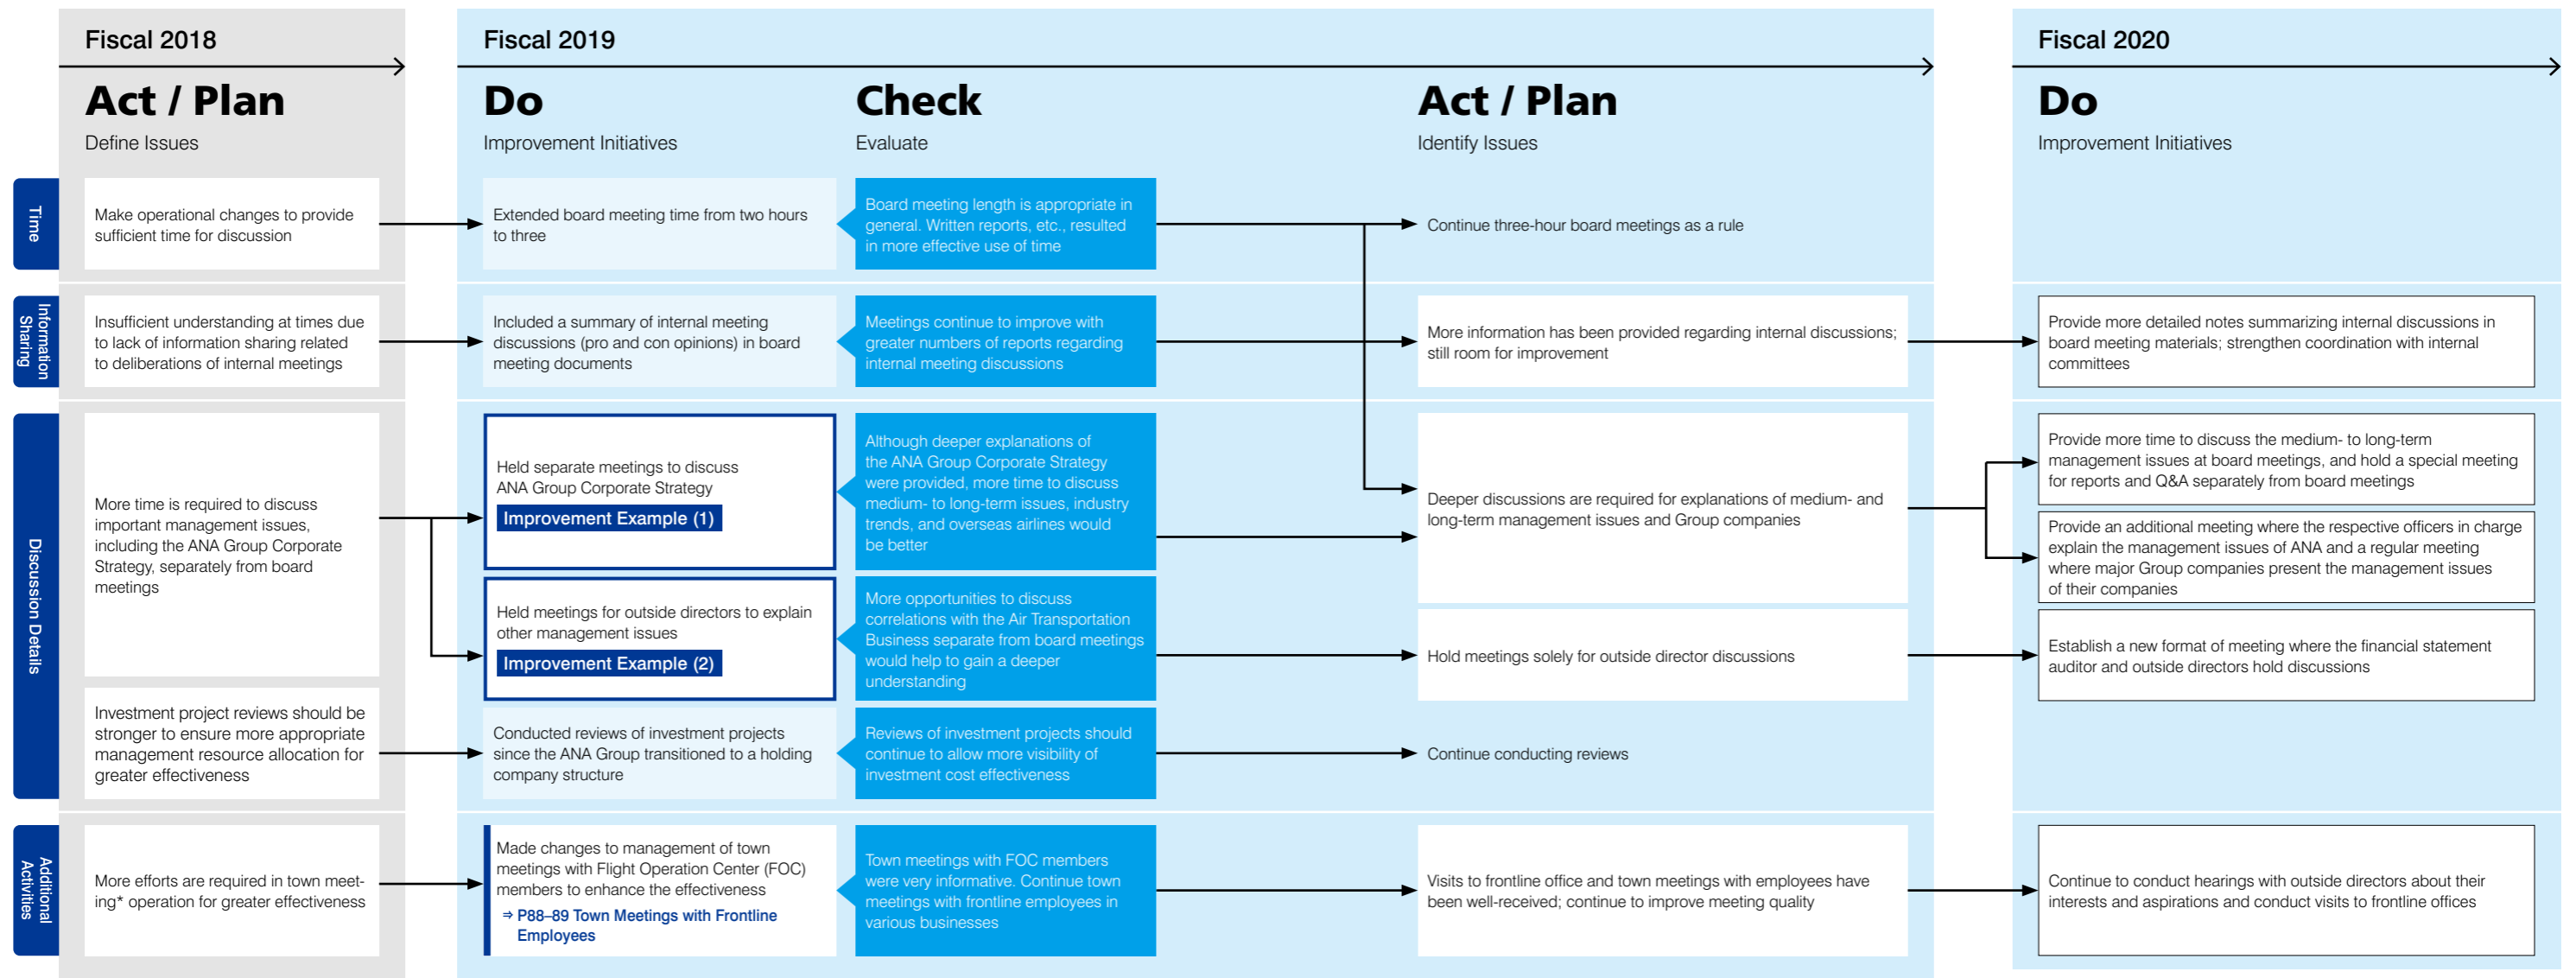 Fiscal 2018
Act / Plan
Define Issues
Fiscal 2019
Do
Improvement Initiatives
Check
Evaluate
Act / Plan
Identify Issues
Fiscal 2020
Do
Improvement Initiatives
Time
Make operational changes to provide
sufficient time for discussion
Extended board meeting time from two hours
to three
Board meeting length is appropriate in
general. Written reports, etc., resulted
in more effective use of time
Continue three-hour board meetings as a rule
Information
Sharing
Insufficient understanding at times due
to lack of information sharing related
to deliberations of internal meetings
Included a summary of internal meeting
discussions (pro and con opinions) in board
meeting documents
Meetings continue to improve with
greater numbers of reports regarding
internal meeting discussions
More information has been provided regarding internal discussions;
still room for improvement
Provide more detailed notes summarizing internal discussions in
board meeting materials; strengthen coordination with internal
committees
Discussion Details
More time is required to discuss
important management issues,
including the ANA Group Corporate
Strategy, separately from board
meetings
Held separate meetings to discuss
ANA Group Corporate Strategy
Improvement Example (1)
Although deeper explanations of
the ANA Group Corporate Strategy
were provided, more time to discuss
medium- to long-term issues, industry
trends, and overseas airlines would
be better
Deeper discussions are required for explanations of medium- and
long-term management issues and Group companies
Provide more time to discuss the medium- to long-term
management issues at board meetings, and hold a special meeting
for reports and Q&A separately from board meetings
Provide an additional meeting where the respective officers in charge
explain the management issues of ANA and a regular meeting
where major Group companies present the management issues
of their companies
Held meetings for outside directors to explain
other management issues
Improvement Example (2)
More opportunities to discuss
correlations with the Air Transportation
Business separate from board meetings
would help to gain a deeper
understanding
Hold meetings solely for outside director discussions
Establish a new format of meeting where the financial statement
auditor and outside directors hold discussions
Investment project reviews should be
stronger to ensure more appropriate
management resource allocation for
greater effectiveness
Conducted reviews of investment projects
since the ANA Group transitioned to a holding
company structure
Reviews of investment projects should
continue to allow more visibility of
investment cost effectiveness
Continue conducting reviews
Additional
Activities
More efforts are required in town meet-
ing* operation for greater effectiveness
Made changes to management of town
meetings with Flight Operation Center (FOC)
members to enhance the effectiveness
⇒ P88–89 Town Meetings with Frontline
Employees
Town meetings with FOC members
were very informative. Continue town
meetings with frontline employees in
various businesses
Visits to frontline office and town meetings with employees have
been well-received; continue to improve meeting quality
Continue to conduct hearings with outside directors about their
interests and aspirations and conduct visits to frontline offices